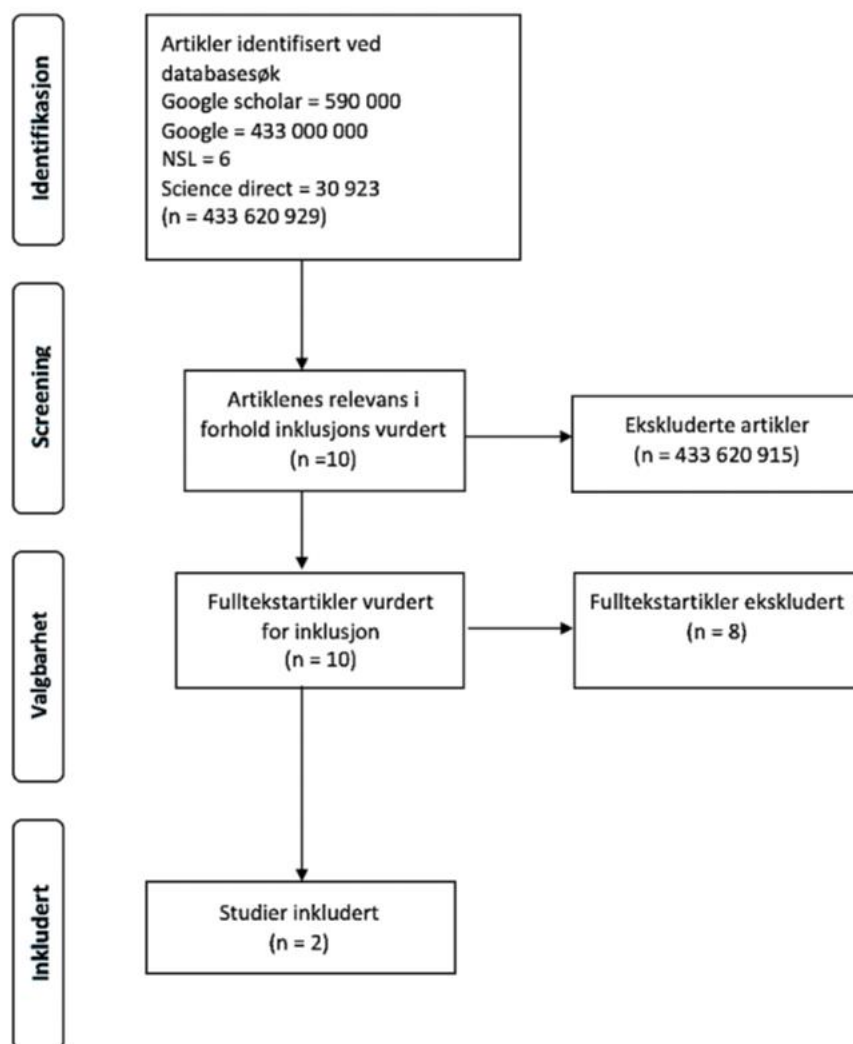 Identifikasjon
Artikler identifisert ved
databasesøk
Google scholar = 590 000
Google = 433 000 000
NSL = 6
Science direct = 30 923
(n = 433 620 929)
Screening
Artiklenes relevans i
forhold inklusjons vurdert
(n =10)
Ekskluderte artikler
(n = 433 620 915)
Valgbarhet
Fulltekstartikler vurdert
for inklusjon
(n = 10)
Fulltekstartikler ekskludert
(n = 8)
Inkludert
Studier inkludert
(n = 2)